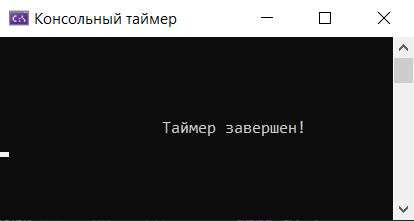 Консольный таймер
Таймер завершен!